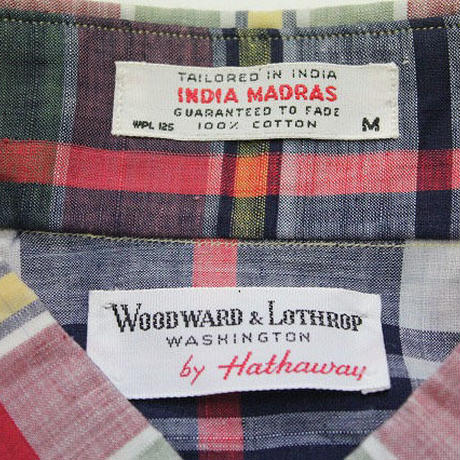 TAILORED IN INDIA
INDIA MADRAS
GUARANTEED TO FADE
WPL 125 100% COTTON M
WOODWARD & LOTHROP
WASHINGTON
by Hathaway